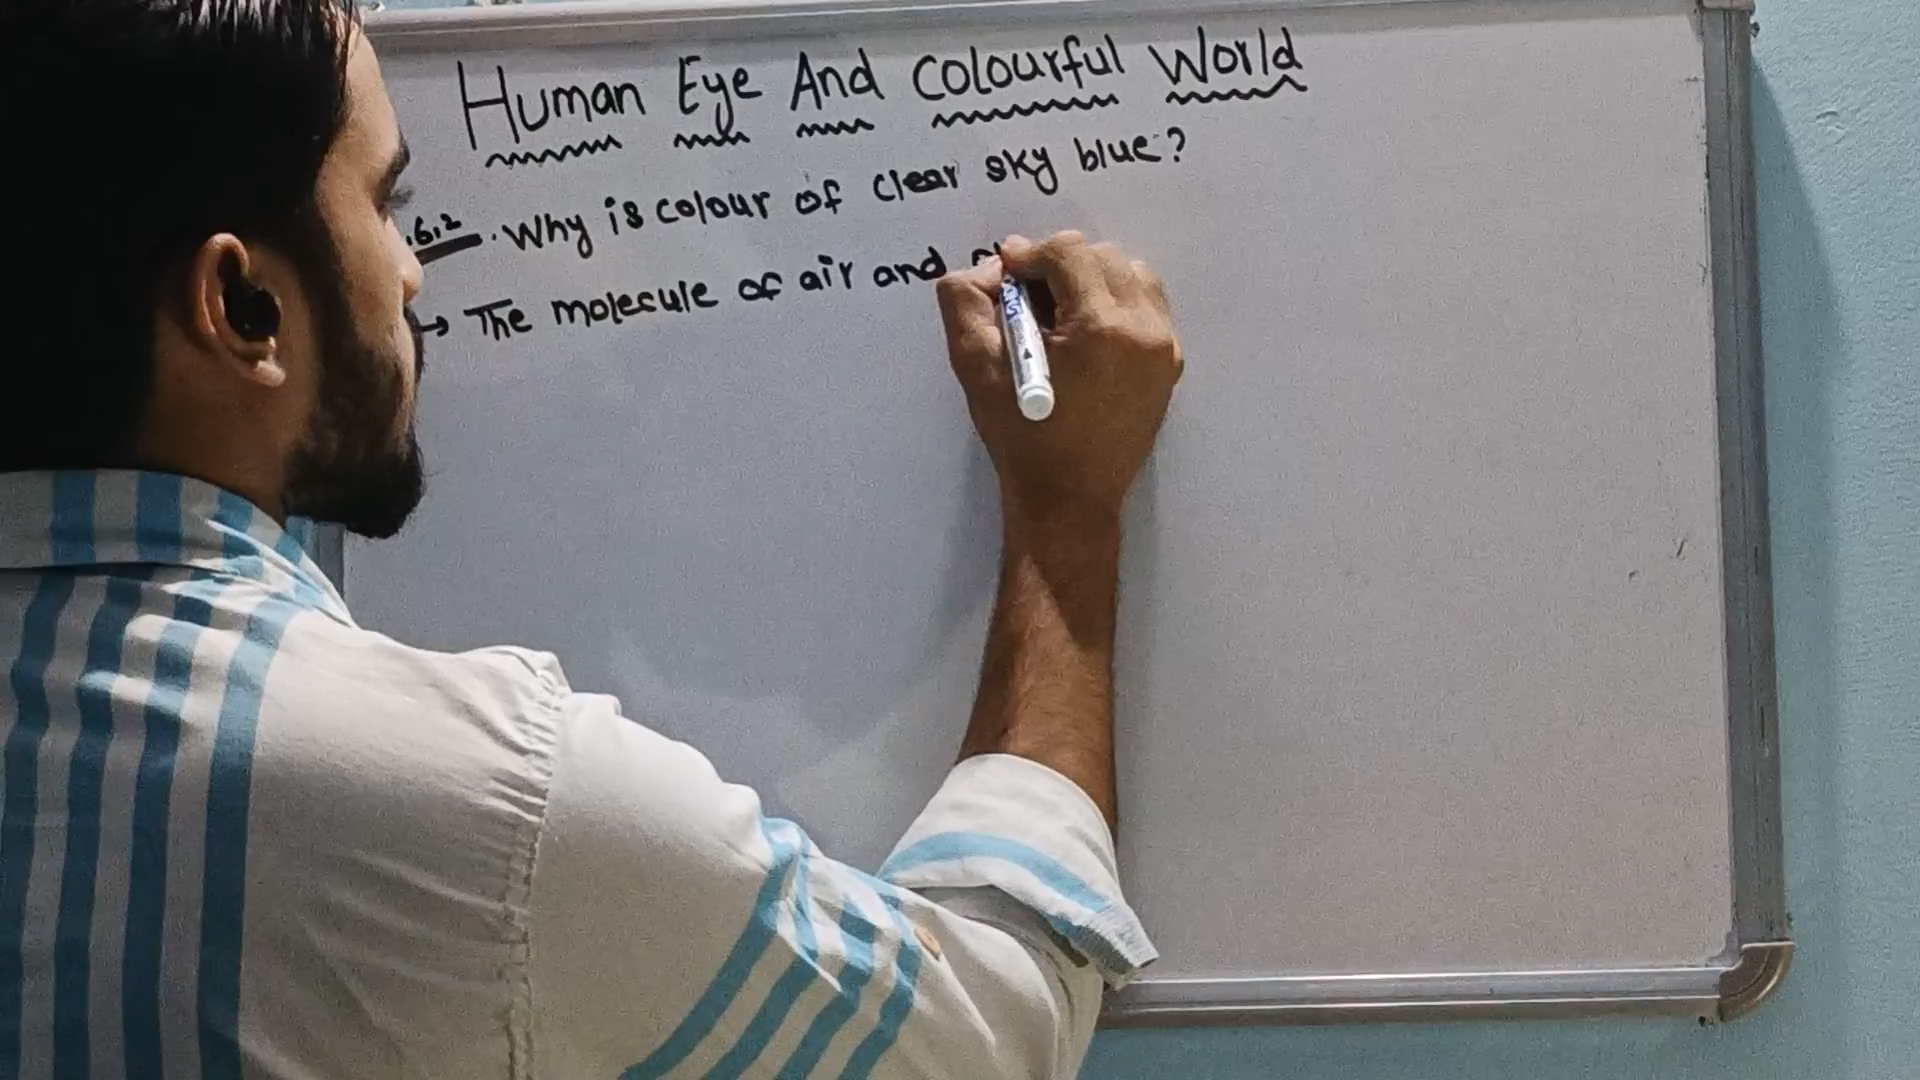 Human Eye And Colourful World
.6.2 . Why is colour of clear sky blue ?
→ The molecule of air and